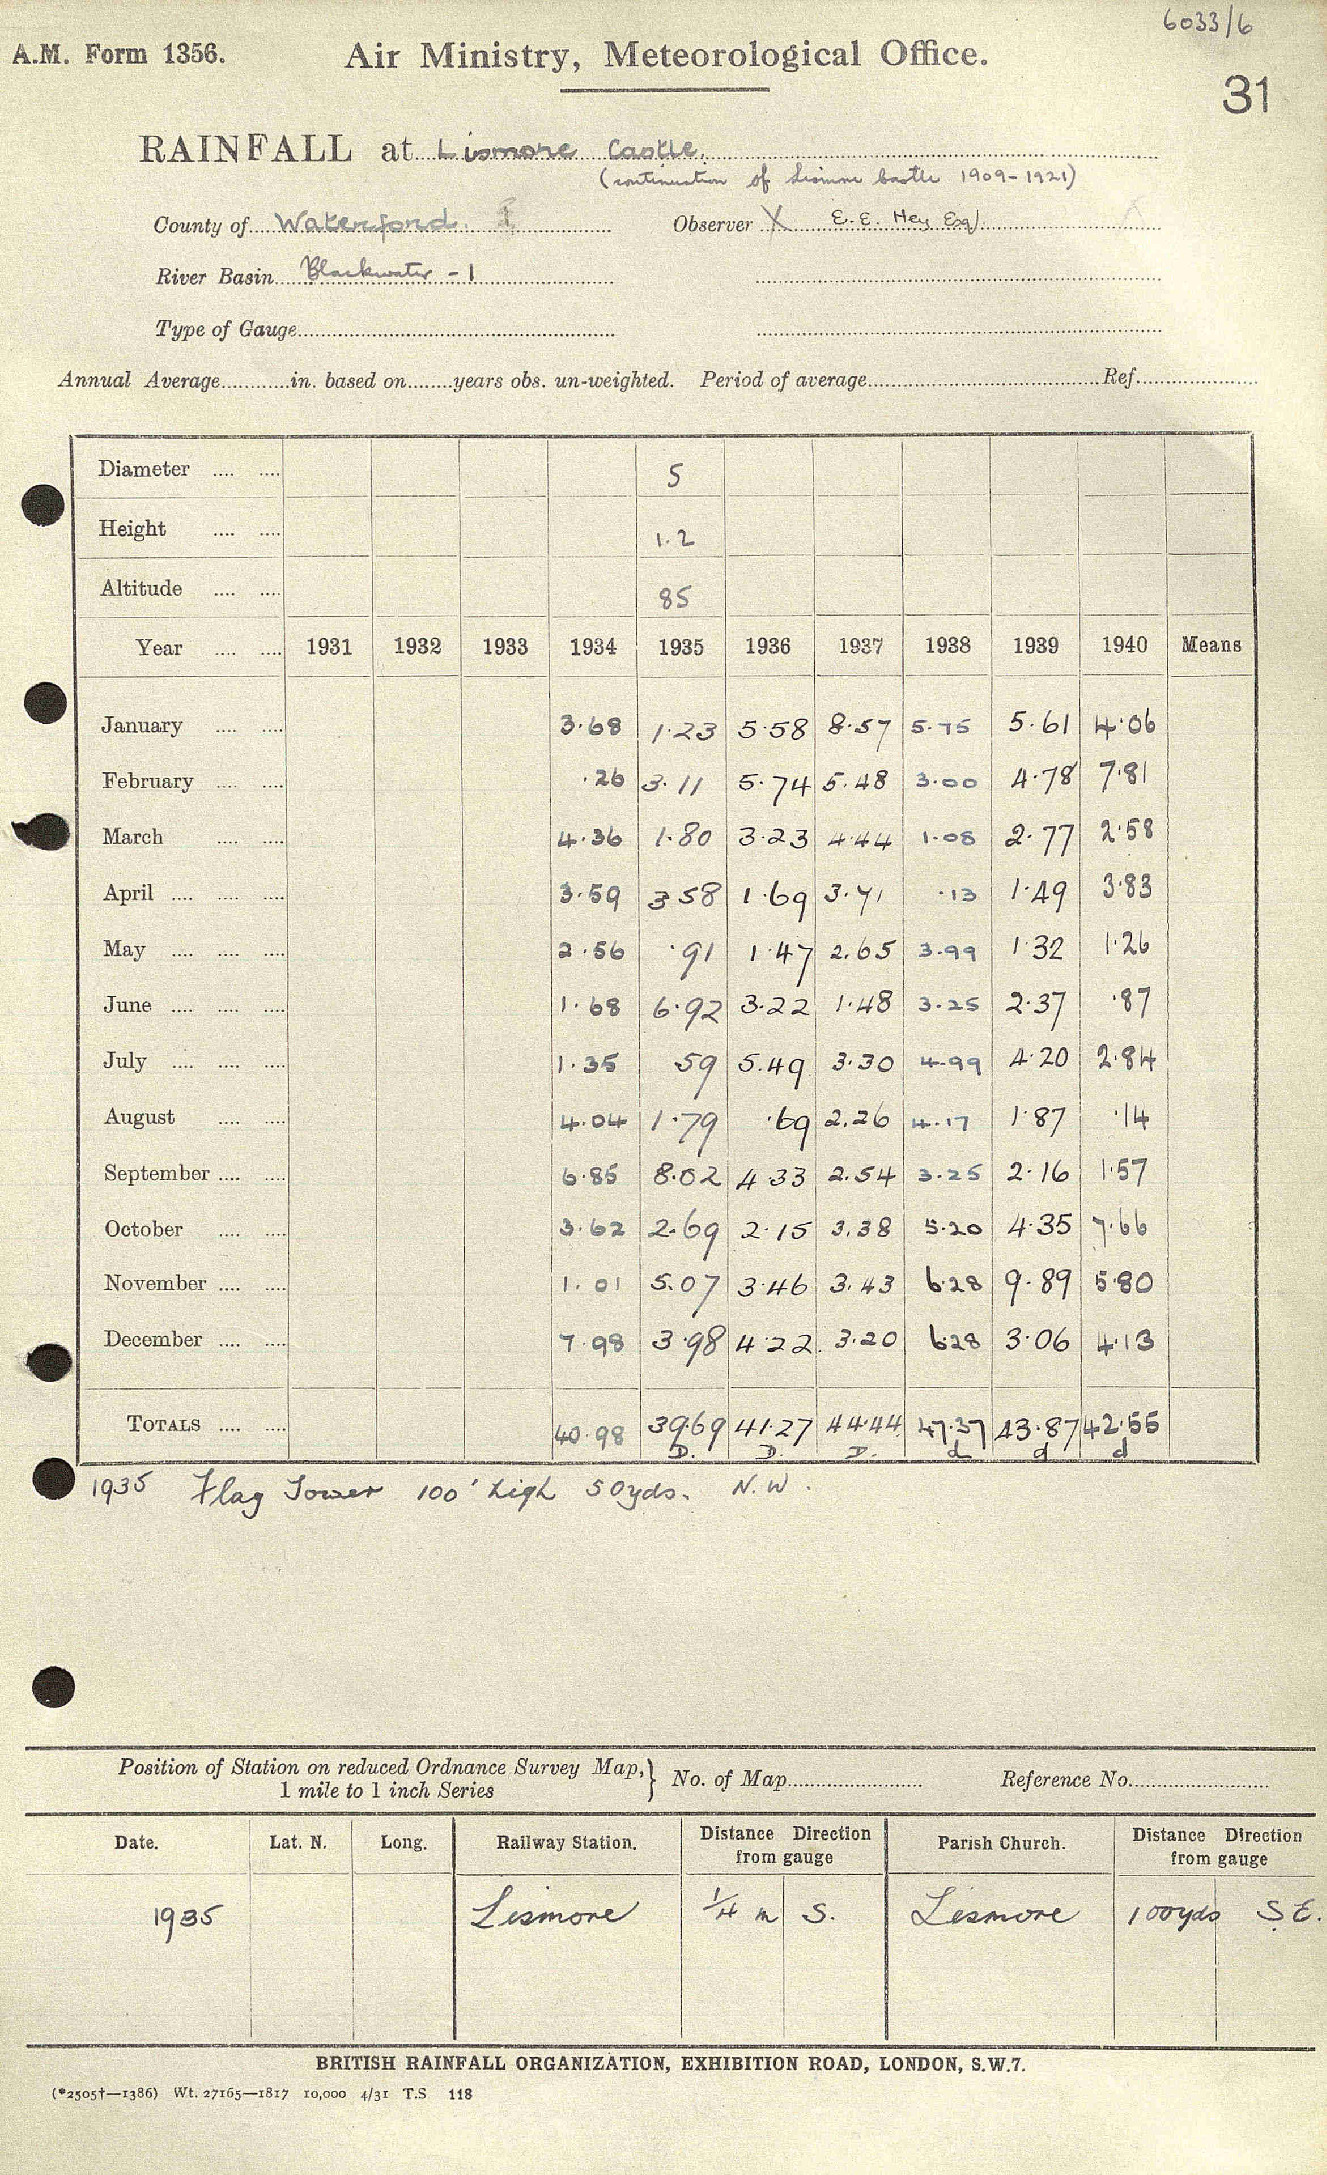 6033/6
A.M. Form 1356. Air Ministry, Meteorological Office.
31
RAINFALL at Lismore Castle.
(continuation of Lismore Castle 1909-1921)
County of Waterford. Observer X E. E. Hey Esq.
River Basin Blackwater - 1
Type of Gauge
Annual Average in. based on years obs. un-weighted. Period of average Ref.
Diameter .... .... 5
Height .... .... 1.2
Altitude .... .... 85
Year .... .... 1931 1932 1933 1934 1935 1936 1937 1938 1939 1940 Means
January .... .... 3.68 1.23 5.58 8.57 5.75 5.61 4.06
February .... .... .26 3.11 5.74 5.48 3.00 4.78 7.81
March .... .... 4.36 1.80 3.23 4.44 1.08 2.77 2.58
April .... .... .... 3.59 3 58 1.69 3.71 .13 1.49 3.83
May .... .... .... 2.56 .91 1.47 2.65 3.99 1.32 1.26
June .... .... .... 1.68 6.92 3.22 1.48 3.25 2.37 .87
July .... .... .... 1.35 59 5.49 3.30 4.99 4.20 2.84
August .... .... 4.04 1.79 .69 2.26 4.17 1.87 .14
September .... .... 6.85 8.02 4.33 2.54 3.25 2.16 1.57
October .... .... 3.62 2.69 2.15 3.38 5.20 4.35 7.66
November .... .... 1.01 5.07 3.46 3.43 6.28 9.89 5.80
December .... .... 7.98 3.98 4.22 3.20 6.28 3.06 4.13
TOTALS .... .... 40.98 39.69 41.27 44.44 47.37 43.87 42.55
D. D. D. d d d
1935 Flag Tower 100' high 50yds. N.W.
Position of Station on reduced Ordnance Survey Map, } No. of Map Reference No.
1 mile to 1 inch Series
Date. Lat. N. Long. Railway Station. Distance Direction from gauge Parish Church. Distance Direction from gauge
1935 Lismore 1/4 m S. Lismore 100yds S.E.
BRITISH RAINFALL ORGANIZATION, EXHIBITION ROAD, LONDON, S.W.7.
(*2505†—1386) Wt. 27165—1817 10,000 4/31 T.S. 118